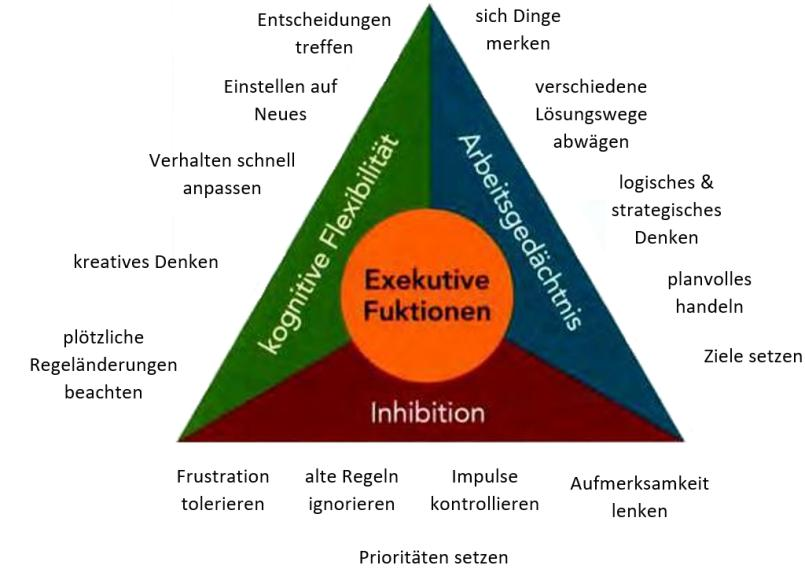 Entscheidungen
treffen
Einstellen auf
Neues
Verhalten schnell
anpassen
kreatives Denken
plötzliche
Regeländerungen
beachten
kognitive Flexibilität
sich Dinge
merken
verschiedene
Lösungswege
abwägen
logisches &
strategisches
Denken
planvolles
handeln
Ziele setzen
Arbeitsgedächtnis
Exekutive
Fuktionen
Inhibition
Frustration
tolerieren
alte Regeln
ignorieren
Impulse
kontrollieren
Aufmerksamkeit
lenken
Prioritäten setzen